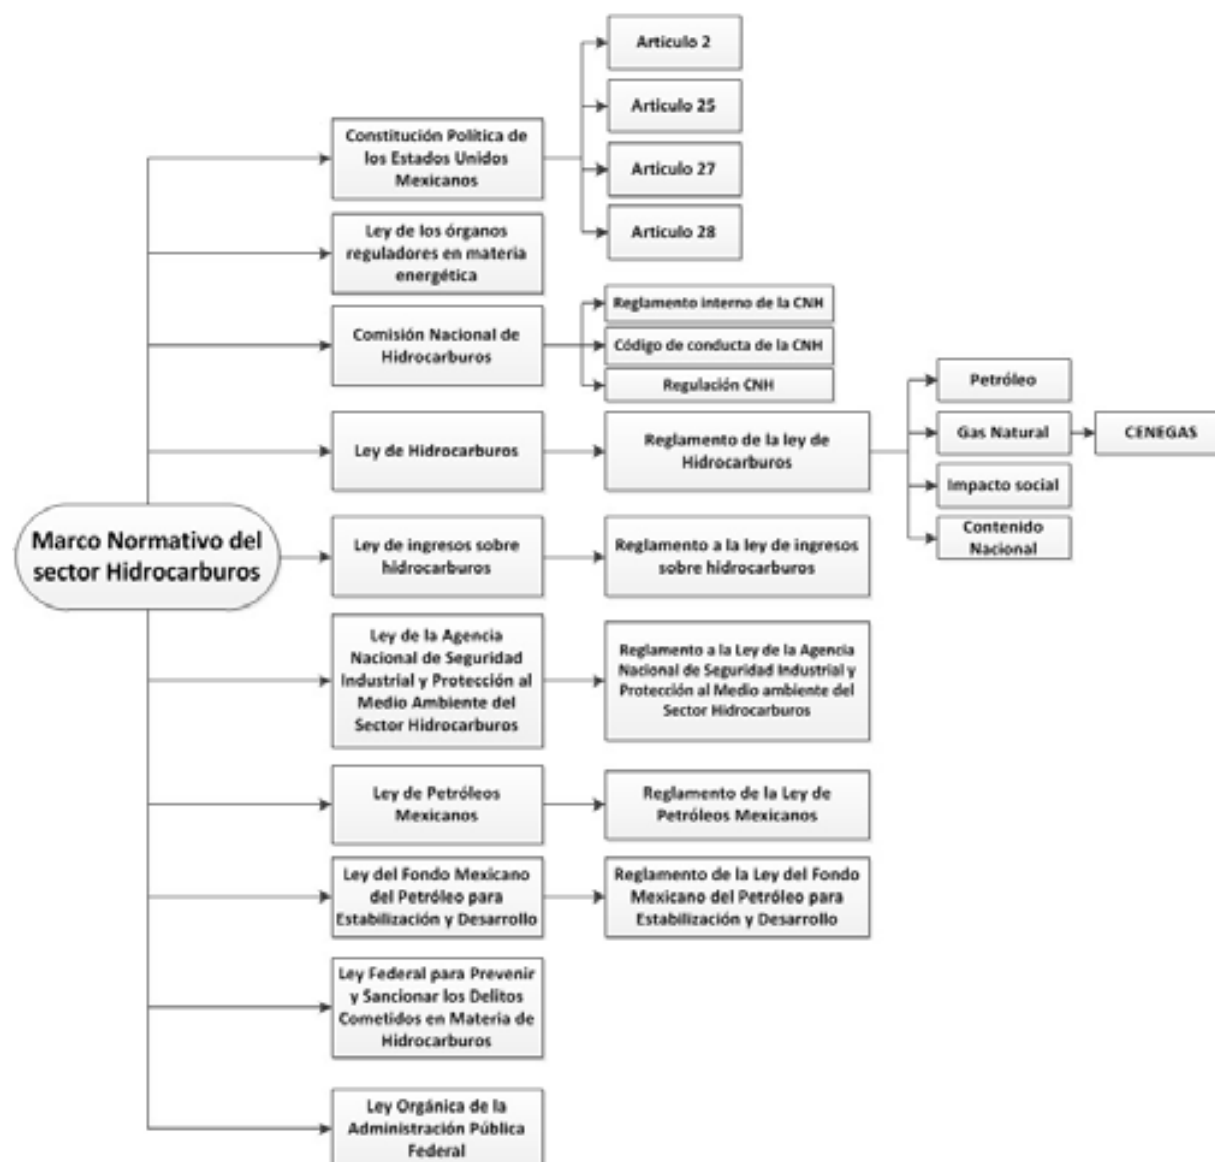 Marco Normativo del
sector Hidrocarburos
Constitución Política de
los Estados Unidos
Mexicanos
Articulo 2
Articulo 25
Articulo 27
Articulo 28
Ley de los órganos
reguladores en materia
energética
Comisión Nacional de
Hidrocarburos
Reglamento interno de la CNH
Código de conducta de la CNH
Regulación CNH
Ley de Hidrocarburos
Reglamento de la ley de
Hidrocarburos
Petróleo
Gas Natural
CENEGAS
Impacto social
Contenido
Nacional
Ley de ingresos sobre
hidrocarburos
Reglamento a la ley de ingresos
sobre hidrocarburos
Ley de la Agencia
Nacional de Seguridad
Industrial y Protección al
Medio Ambiente del
Sector Hidrocarburos
Reglamento a la Ley de la Agencia
Nacional de Seguridad Industrial y
Protección al Medio ambiente del
Sector Hidrocarburos
Ley de Petróleos
Mexicanos
Reglamento de la Ley de
Petróleos Mexicanos
Ley del Fondo Mexicano
del Petróleo para
Estabilización y Desarrollo
Reglamento de la Ley del Fondo
Mexicano del Petróleo para
Estabilización y Desarrollo
Ley Federal para Prevenir
y Sancionar los Delitos
Cometidos en Materia de
Hidrocarburos
Ley Orgánica de la
Administración Pública
Federal